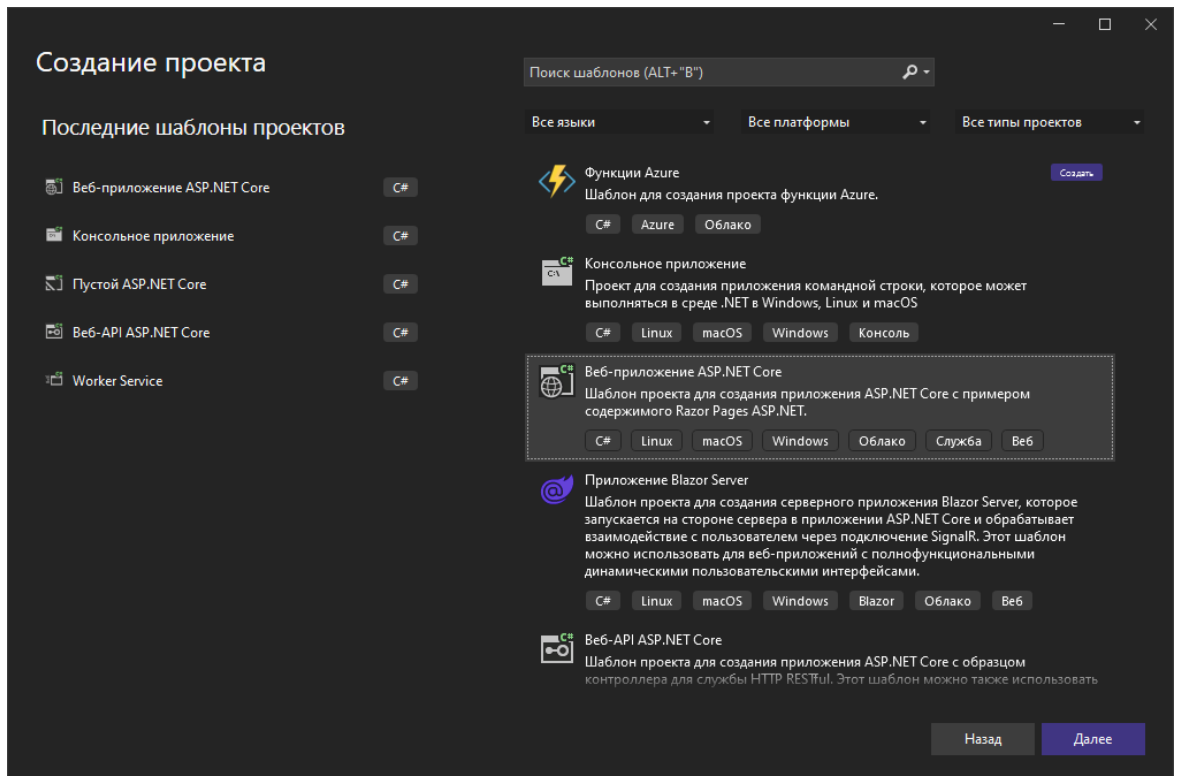 Создание проекта
Поиск шаблонов (ALT+"В")
Последние шаблоны проектов
Все языки
Все платформы
Все типы проектов
Веб-приложение ASP.NET Core
C#
Консольное приложение
C#
Пустой ASP.NET Core
C#
Веб-API ASP.NET Core
C#
Worker Service
C#
Функции Azure
Создать
Шаблон для создания проекта функции Azure.
C# Azure Облако
C#
C:\
Консольное приложение
Проект для создания приложения командной строки, которое может
выполняться в среде .NET в Windows, Linux и macOS
C# Linux macOS Windows Консоль
C#
Веб-приложение ASP.NET Core
Шаблон проекта для создания приложения ASP.NET Core с примером
содержимого Razor Pages ASP.NET.
C# Linux macOS Windows Облако Служба Веб
Приложение Blazor Server
Шаблон проекта для создания серверного приложения Blazor Server, которое
запускается на стороне сервера в приложении ASP.NET Core и обрабатывает
взаимодействие с пользователем через подключение SignalR. Этот шаблон
можно использовать для веб-приложений с полнофункциональными
динамическими пользовательскими интерфейсами.
C# Linux macOS Windows Blazor Облако Веб
C#
Веб-API ASP.NET Core
Шаблон проекта для создания приложения ASP.NET Core с образцом
контроллера для службы HTTP RESTful. Этот шаблон можно также использовать
Назад
Далее